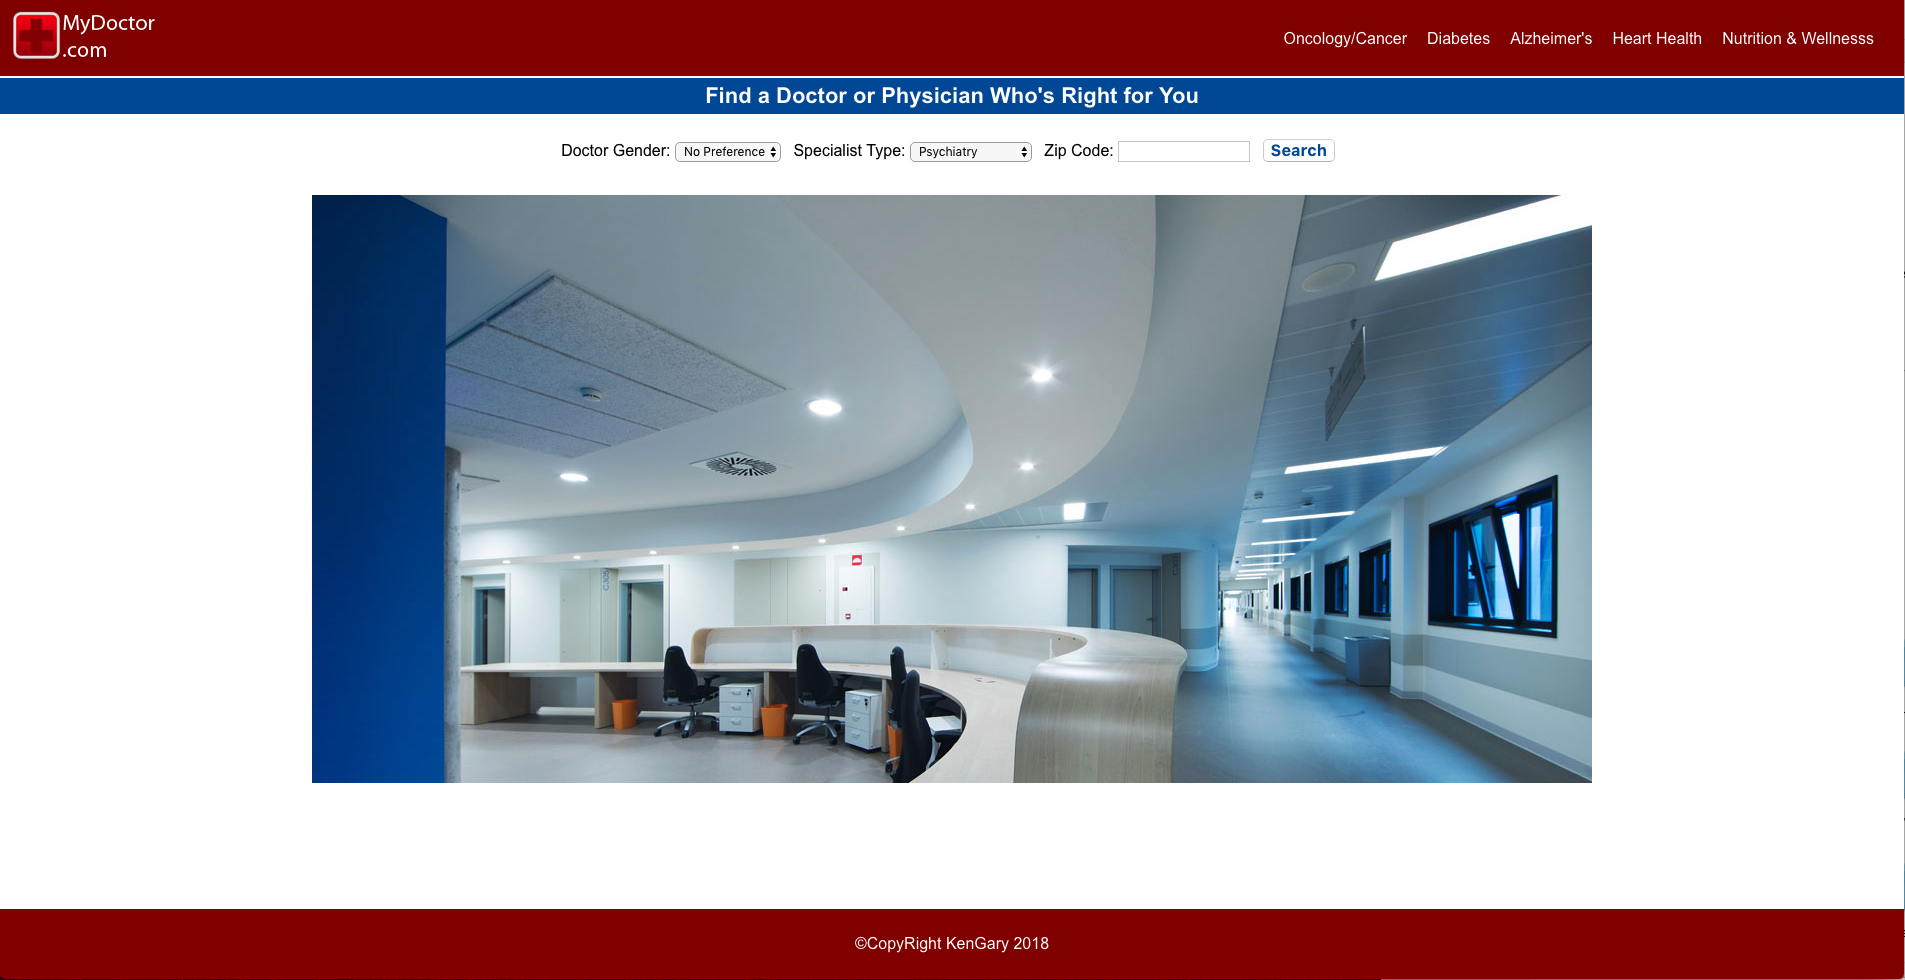 MyDoctor
.com
Oncology/Cancer Diabetes Alzheimer's Heart Health Nutrition & Wellnesss
Find a Doctor or Physician Who's Right for You
Doctor Gender: No Preference Specialist Type: Psychiatry Zip Code: Search
©CopyRight KenGary 2018